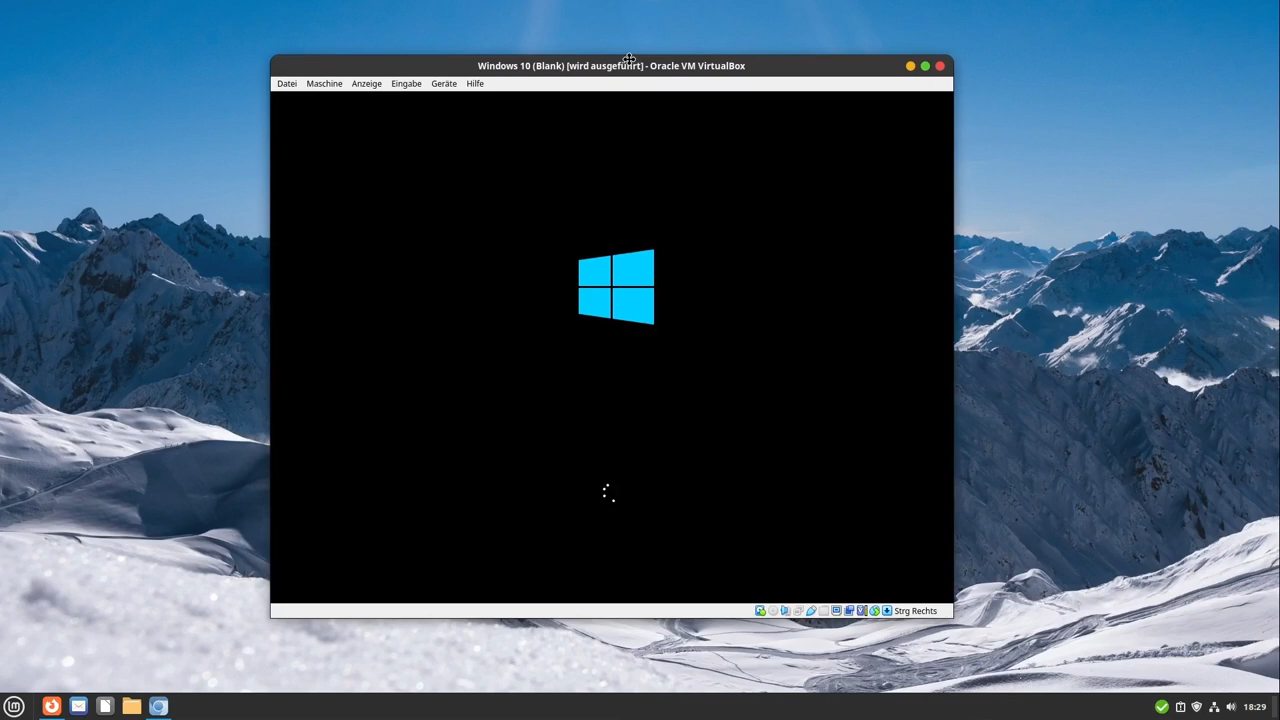 Windows 10 (Blank) [wird ausgeführt] - Oracle VM VirtualBox
Datei Maschine Anzeige Eingabe Geräte Hilfe
Strg Rechts
18:29